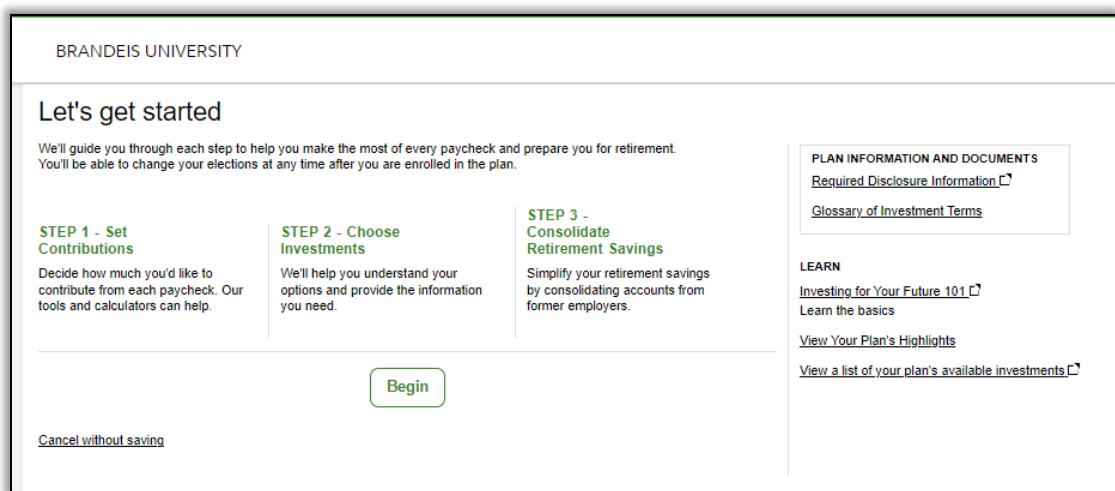 BRANDEIS UNIVERSITY
Let's get started
We'll guide you through each step to help you make the most of every paycheck and prepare you for retirement.
You'll be able to change your elections at any time after you are enrolled in the plan.
STEP 1 - Set
Contributions
Decide how much you'd like to
contribute from each paycheck. Our
tools and calculators can help.
STEP 2 - Choose
Investments
We'll help you understand your
options and provide the information
you need.
STEP 3 -
Consolidate
Retirement Savings
Simplify your retirement savings
by consolidating accounts from
former employers.
Begin
Cancel without saving
PLAN INFORMATION AND DOCUMENTS
Required Disclosure Information
Glossary of Investment Terms
LEARN
Investing for Your Future 101
Learn the basics
View Your Plan's Highlights
View a list of your plan's available investments